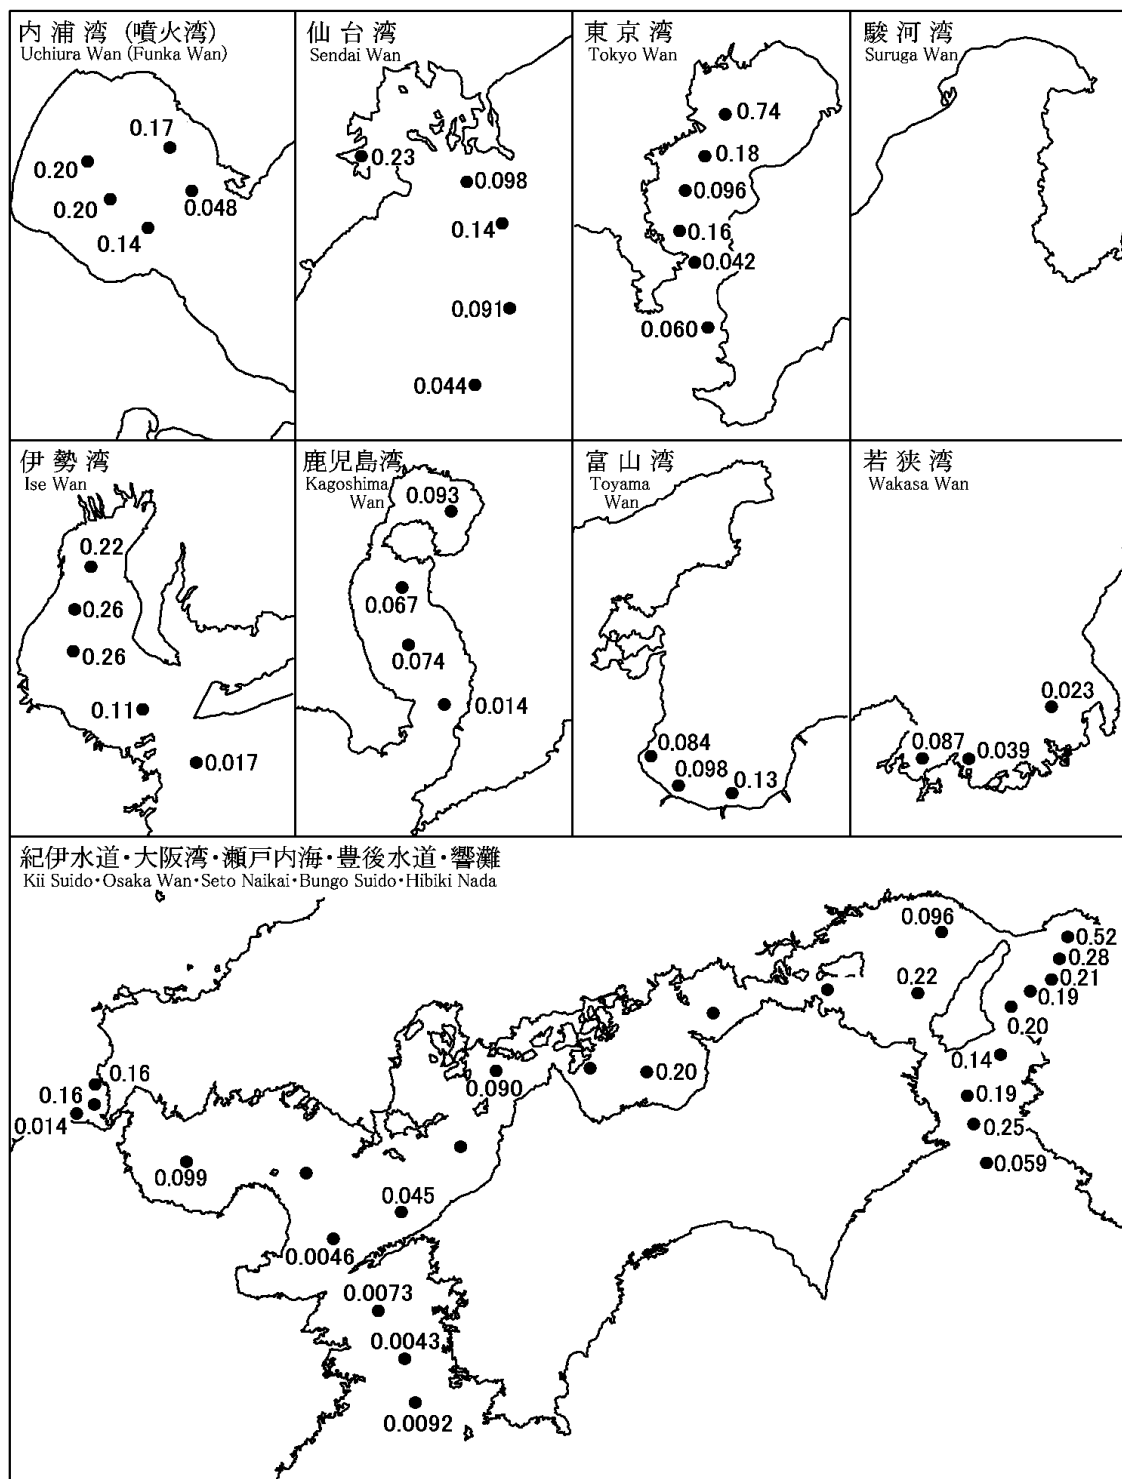 内浦湾（噴火湾）
Uchiura Wan (Funka Wan)
0.17
0.20
0.20
0.048
0.14
仙台湾
Sendai Wan
0.23
0.098
0.14
0.091
0.044
東京湾
Tokyo Wan
0.74
0.18
0.096
0.16
0.042
0.060
駿河湾
Suruga Wan
伊勢湾
Ise Wan
0.22
0.26
0.26
0.11
0.017
鹿児島湾
Kagoshima
Wan
0.093
0.067
0.074
0.014
富山湾
Toyama
Wan
0.084
0.098
0.13
若狭湾
Wakasa Wan
0.023
0.087
0.039
紀伊水道・大阪湾・瀬戸内海・豊後水道・響灘
Kii Suido・Osaka Wan・Seto Naikai・Bungo Suido・Hibiki Nada
0.096
0.52
0.28
0.21
0.22
0.19
0.20
0.14
0.16
0.090
0.20
0.16
0.19
0.014
0.25
0.099
0.059
0.045
0.0046
0.0073
0.0043
0.0092